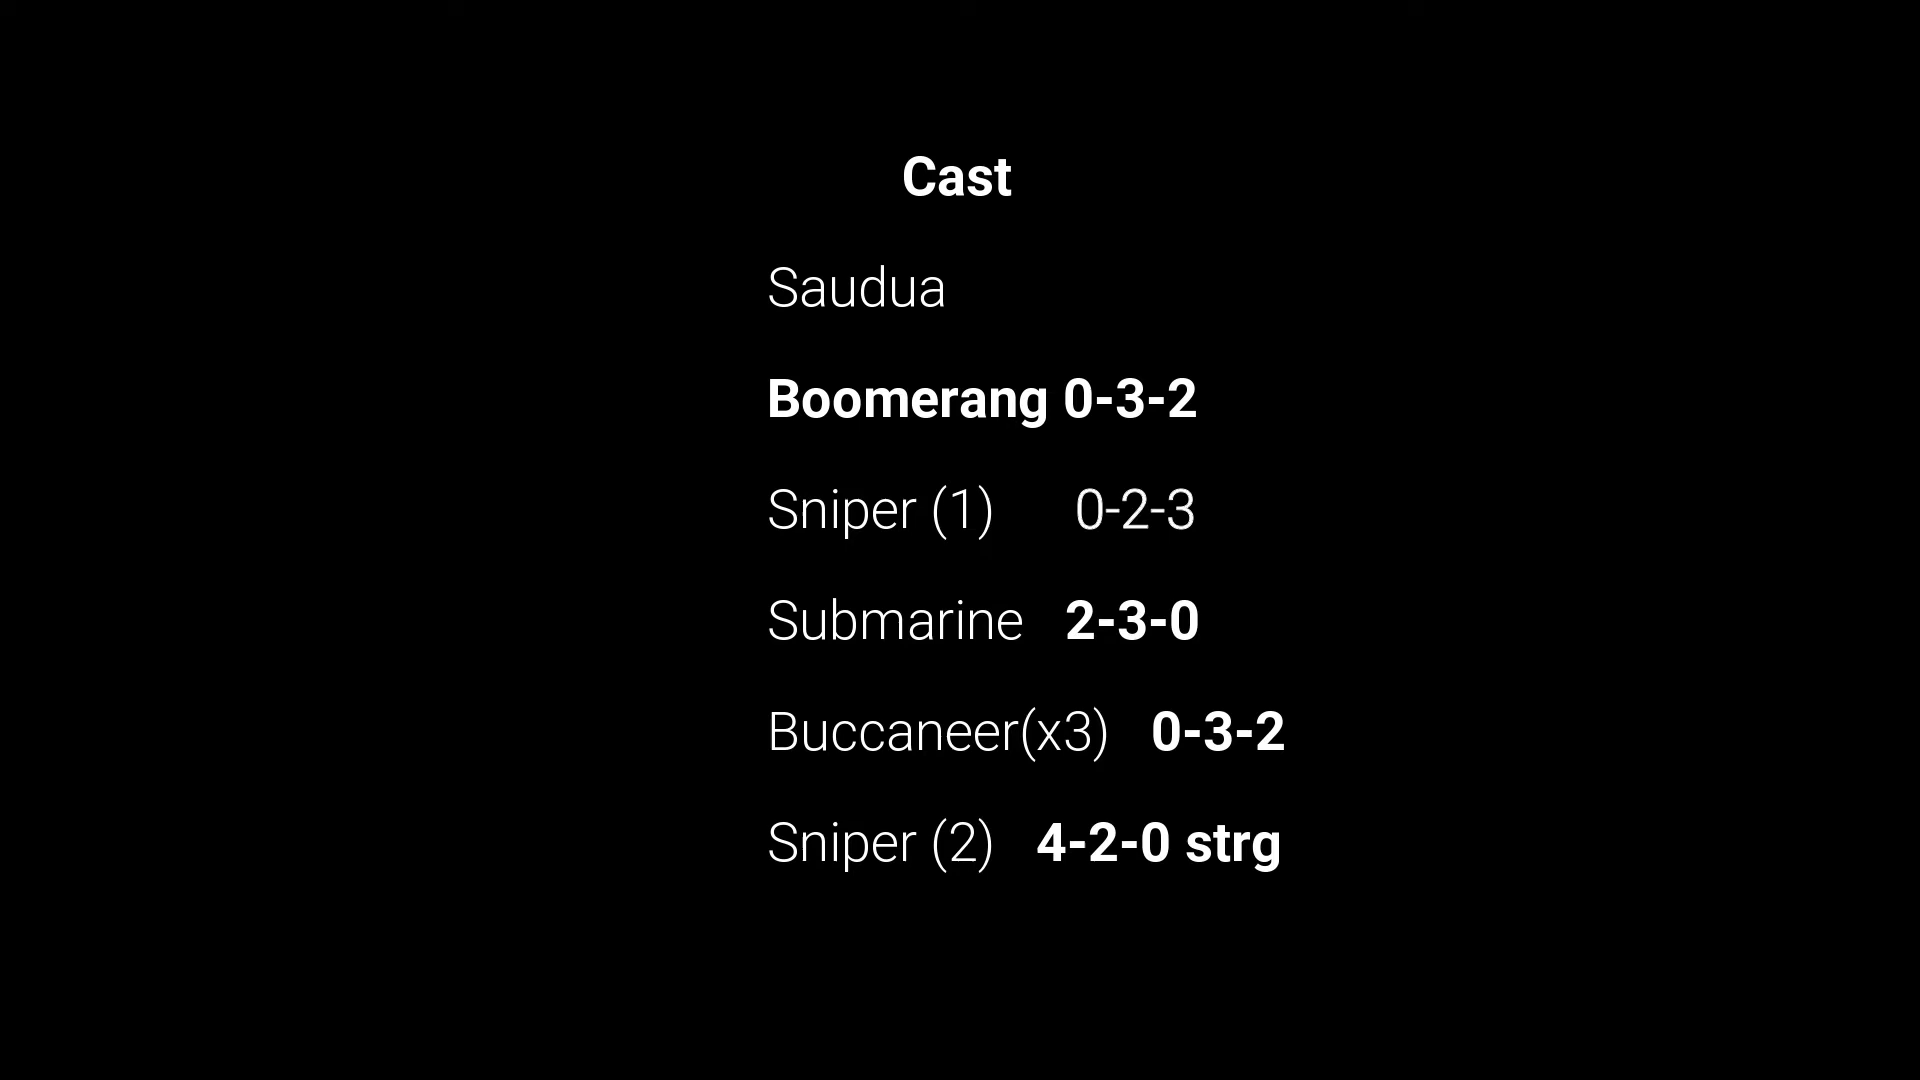 Cast
Saudua
Boomerang 0-3-2
Sniper (1) 0-2-3
Submarine 2-3-0
Buccaneer(x3) 0-3-2
Sniper (2) 4-2-0 strg